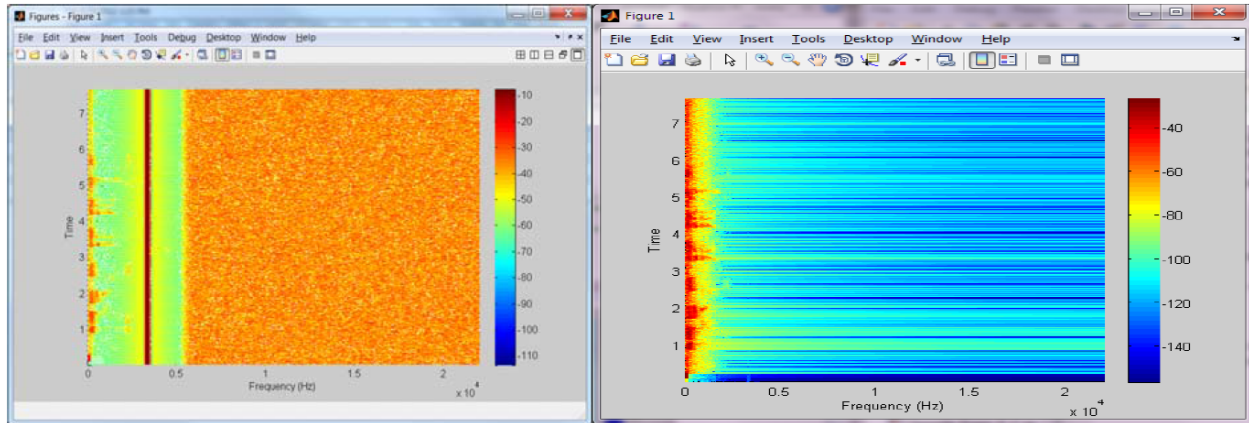 Figures - Figure 1
File Edit View Insert Tools Debug Desktop Window Help
7
6
5
4
3
2
1
Time
0 0.5 1 1.5 2
Frequency (Hz)
x 10^4
-10
-20
-30
-40
-50
-60
-70
-80
-90
-100
-110
Figure 1
File Edit View Insert Tools Desktop Window Help
7
6
5
4
3
2
1
Time
0 0.5 1 1.5 2
Frequency (Hz)
x 10^4
-40
-60
-80
-100
-120
-140